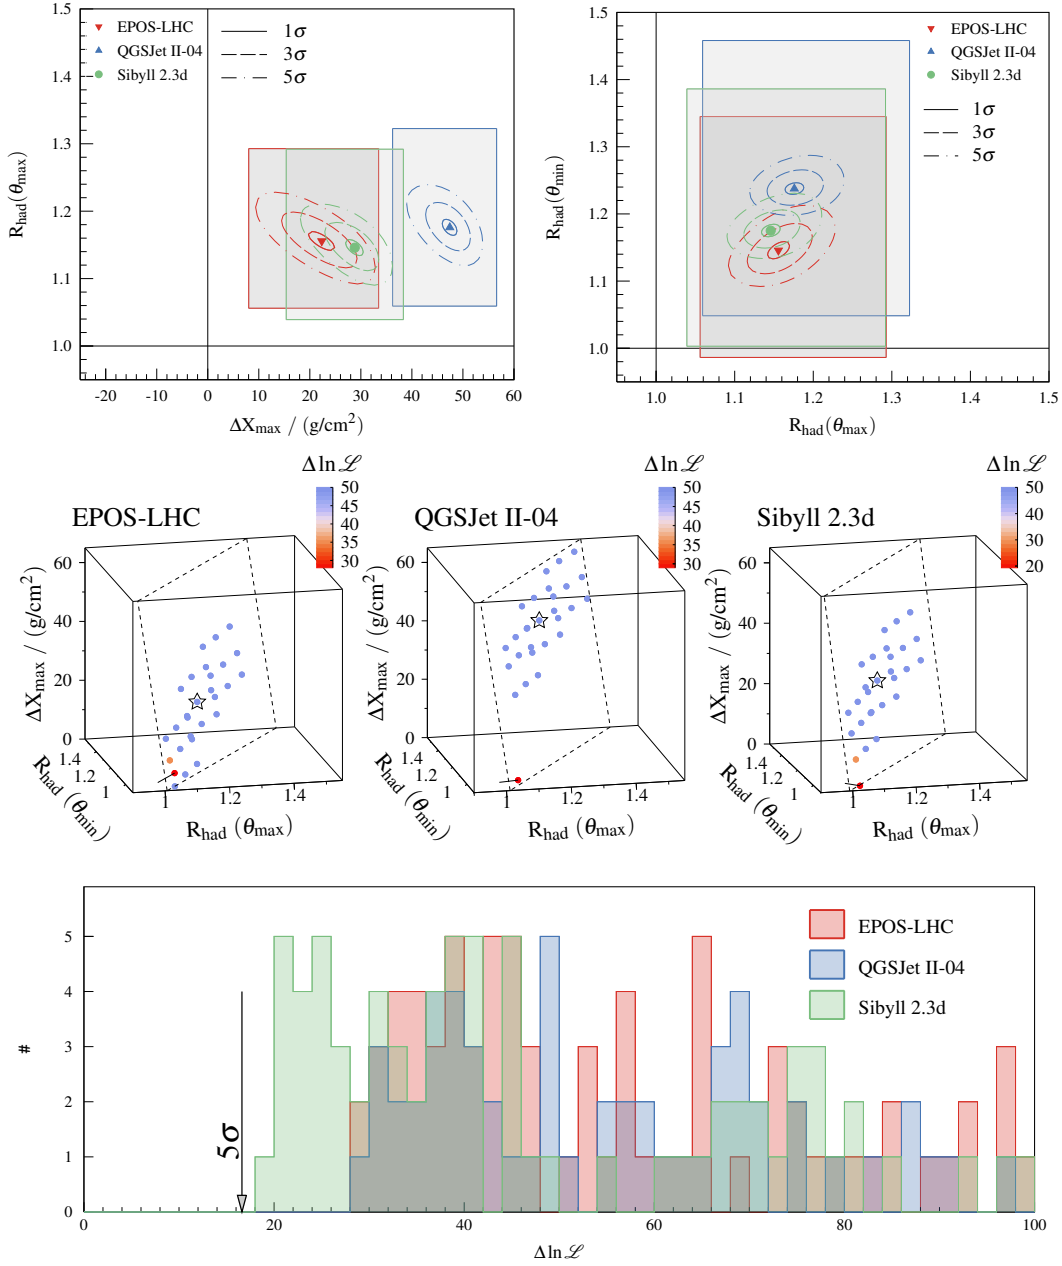 1.5
1.4
1.3
1.2
1.1
1.0
R_had(θ_max)
EPOS-LHC
QGSJet II-04
Sibyll 2.3d
1σ
3σ
5σ
-20 -10 0 10 20 30 40 50 60
ΔX_max / (g/cm²)
1.5
1.4
1.3
1.2
1.1
1.0
R_had(θ_min)
EPOS-LHC
QGSJet II-04
Sibyll 2.3d
1σ
3σ
5σ
1.0 1.1 1.2 1.3 1.4 1.5
R_had(θ_max)
EPOS-LHC
Δ ln ℒ
50
45
40
35
30
ΔX_max / (g/cm²)
60
40
20
0
1.4
1.2
1
R_had (θ_min)
1 1.2 1.4
R_had (θ_max)
QGSJet II-04
Δ ln ℒ
50
45
40
35
30
ΔX_max / (g/cm²)
60
40
20
0
1.4
1.2
1
R_had (θ_min)
1 1.2 1.4
R_had (θ_max)
Sibyll 2.3d
Δ ln ℒ
50
45
40
35
30
25
20
ΔX_max / (g/cm²)
60
40
20
0
1.4
1.2
1
R_had (θ_min)
1 1.2 1.4
R_had (θ_max)
5
4
3
2
1
0
#
5σ
EPOS-LHC
QGSJet II-04
Sibyll 2.3d
0 20 40 60 80 100
Δ ln ℒ